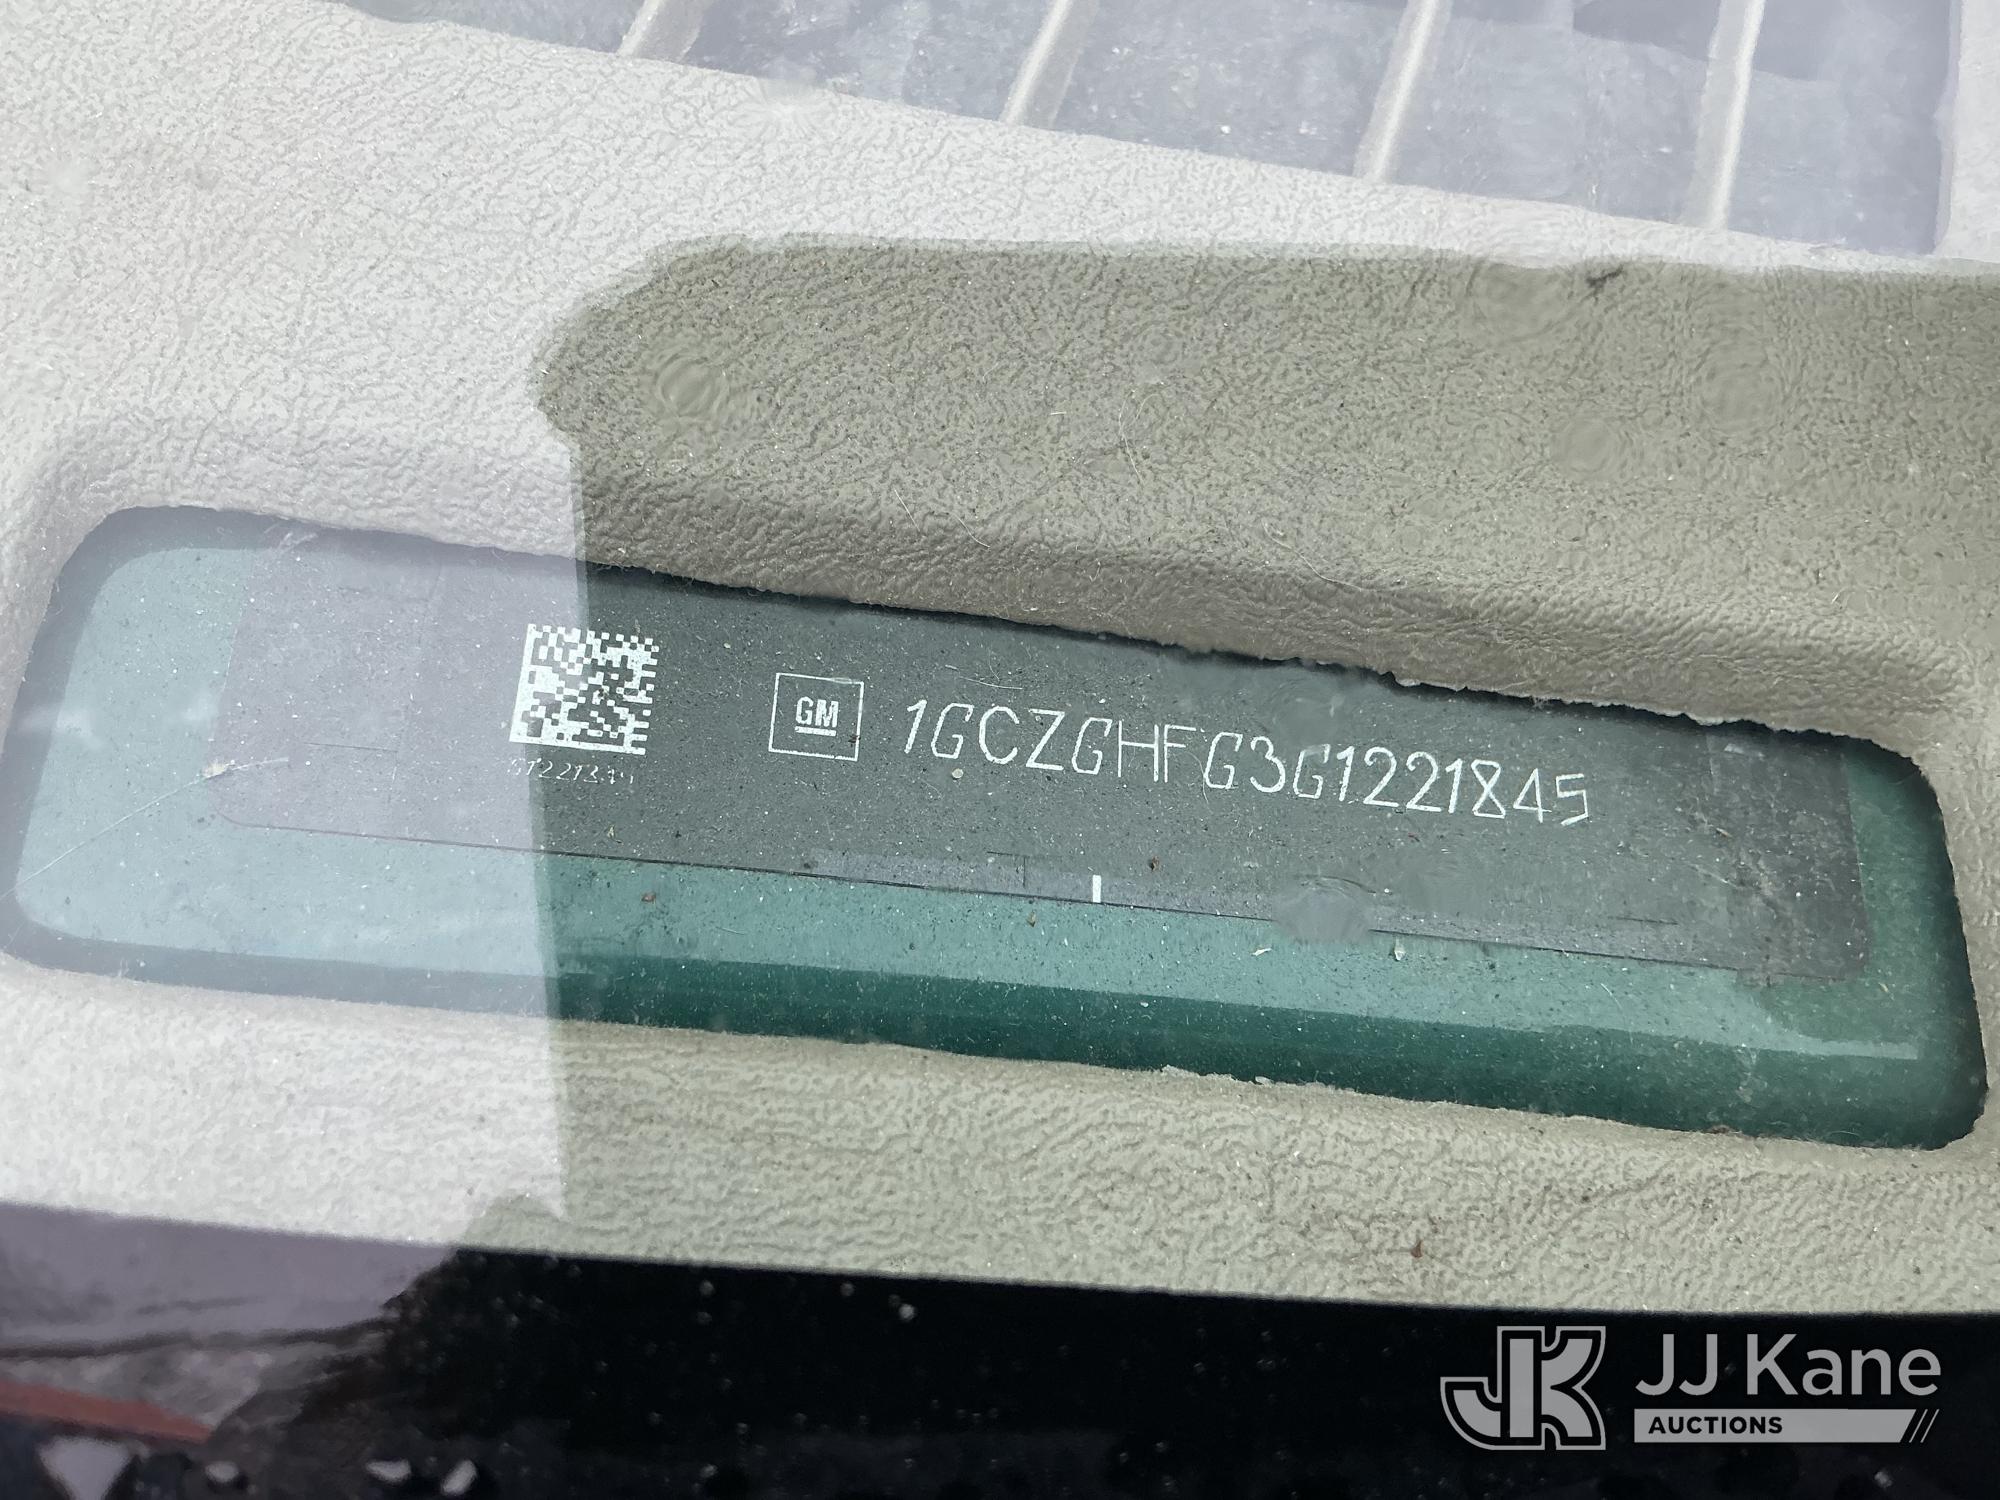 GM 1GCZGHFG3G1221845
JJ Kane
AUCTIONS